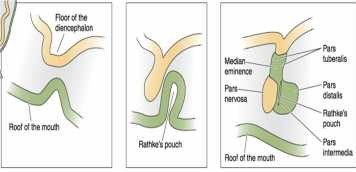 Floor of the
diencephalon
Roof of the mouth
Rathke's pouch
Median
eminence
Pars
nervosa
Roof of the mouth
Pars
tuberalis
Pars
distalis
Rathke's
pouch
Pars
intermedia